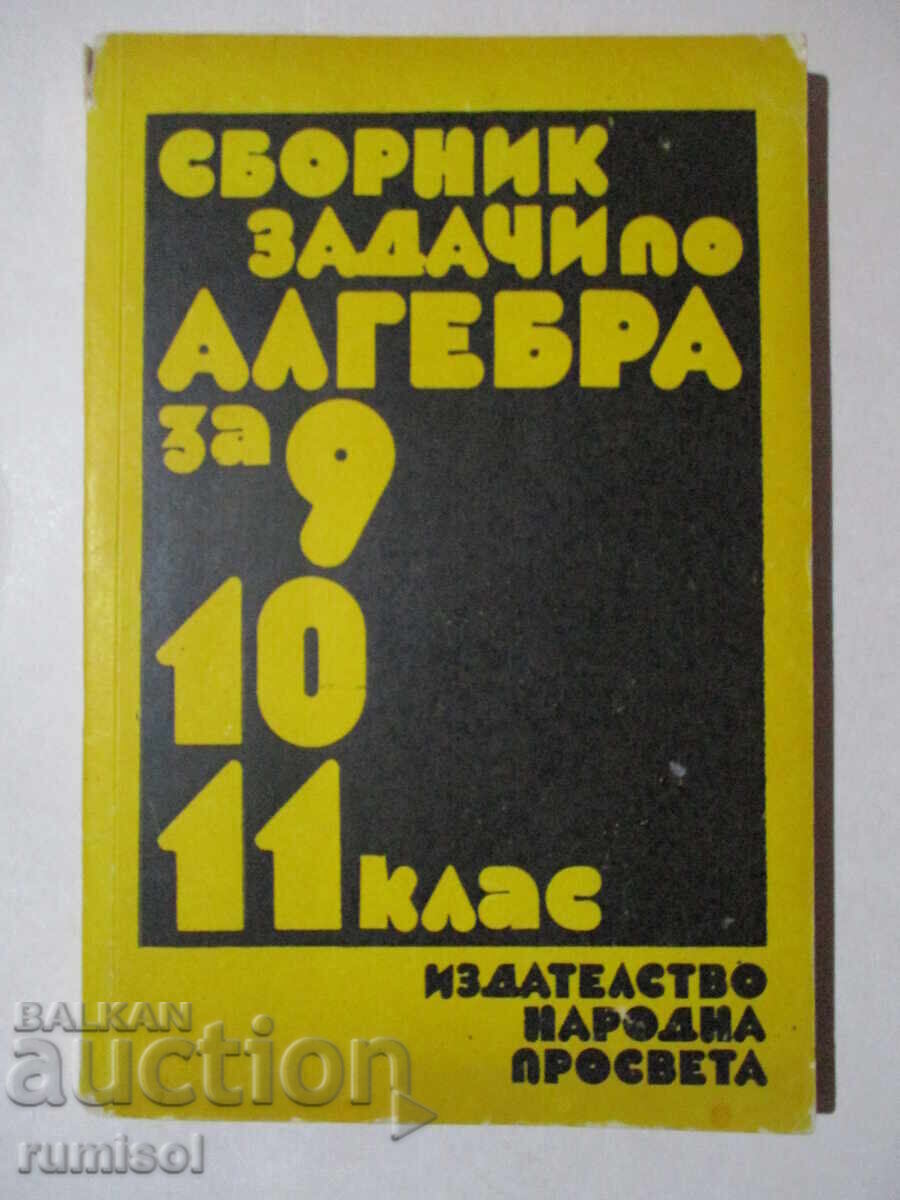 СБОРНИК
ЗАДАЧИ ПО
АЛГЕБРА
за 9
10
11 клас
ИЗДАТЕЛСТВО
НАРОДНА
ПРОСВЕТА
BALKAN
auction
rumisol